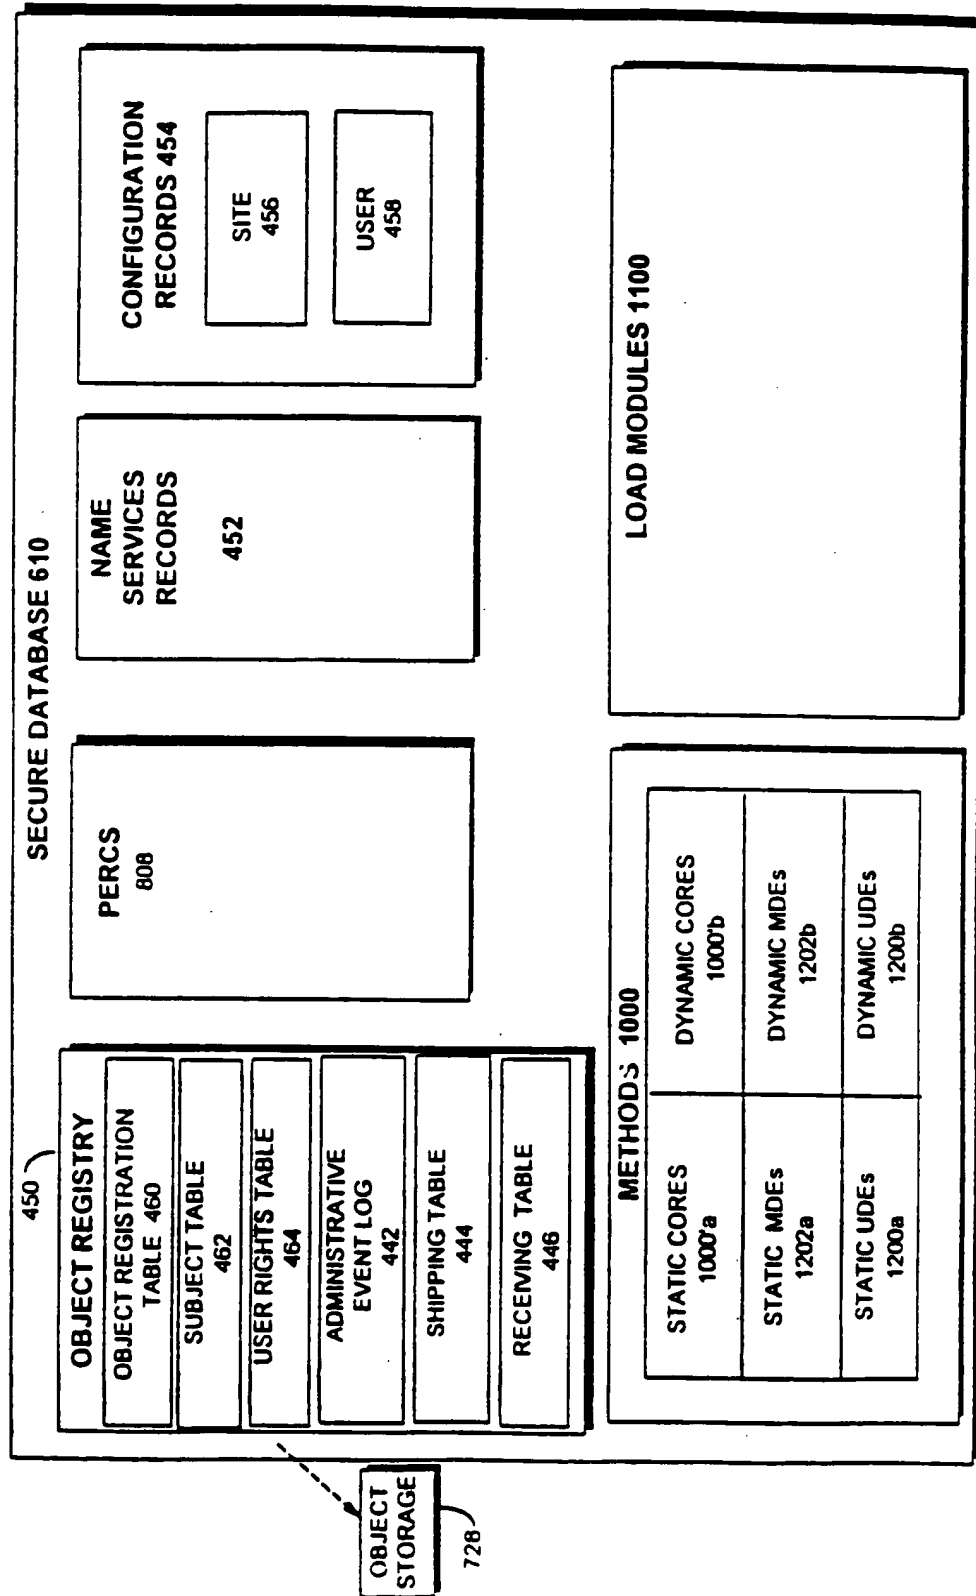 SECURE DATABASE 610
450
OBJECT REGISTRY
OBJECT REGISTRATION
TABLE 460
SUBJECT TABLE
462
USER RIGHTS TABLE
464
ADMINISTRATIVE
EVENT LOG
442
SHIPPING TABLE
444
RECEIVING TABLE
446
OBJECT
STORAGE
728
PERCS
808
NAME
SERVICES
RECORDS
452
CONFIGURATION
RECORDS 454
SITE
456
USER
458
METHODS 1000
STATIC CORES
1000'a
DYNAMIC CORES
1000'b
STATIC MDEs
1202a
DYNAMIC MDEs
1202b
STATIC UDEs
1200a
DYNAMIC UDEs
1200b
LOAD MODULES 1100